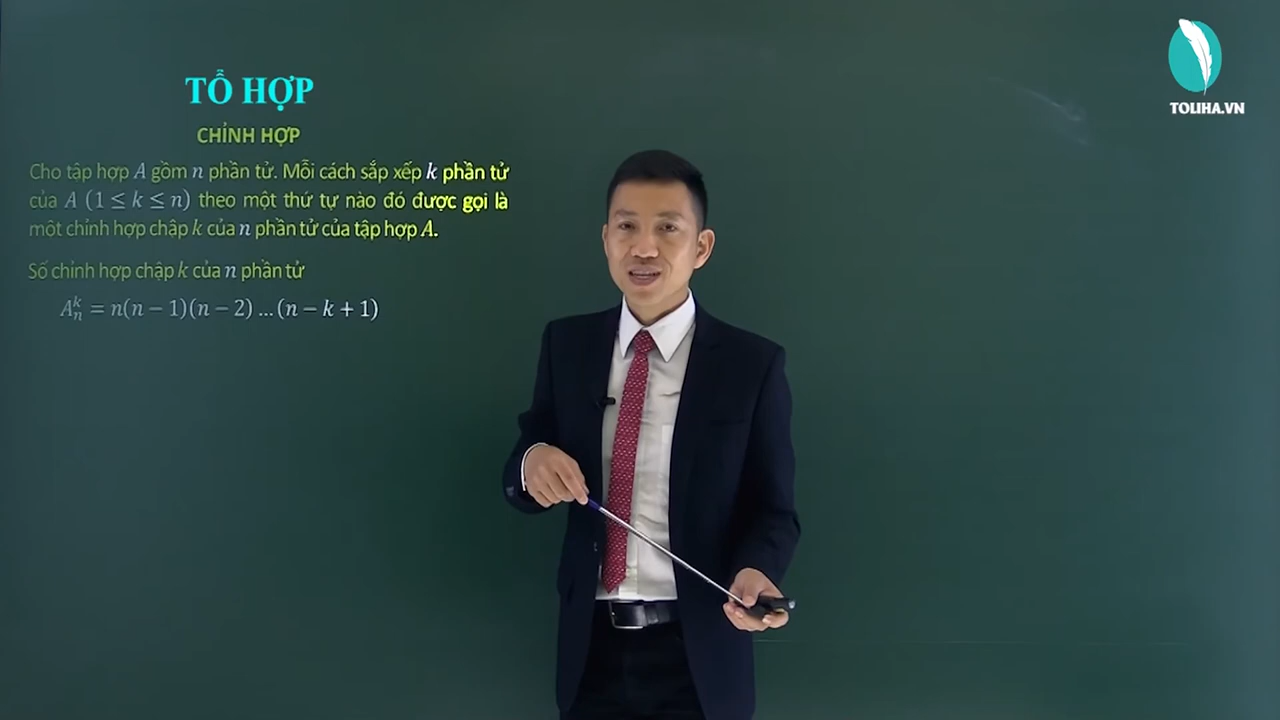 TOLIHA.VN
TỔ HỢP
CHỈNH HỢP
Cho tập hợp A gồm n phần tử. Mỗi cách sắp xếp k phần tử
của A (1 ≤ k ≤ n) theo một thứ tự nào đó được gọi là
một chỉnh hợp chập k của n phần tử của tập hợp A.
Số chỉnh hợp chập k của n phần tử
Aₙᵏ = n(n − 1)(n − 2) … (n − k + 1)